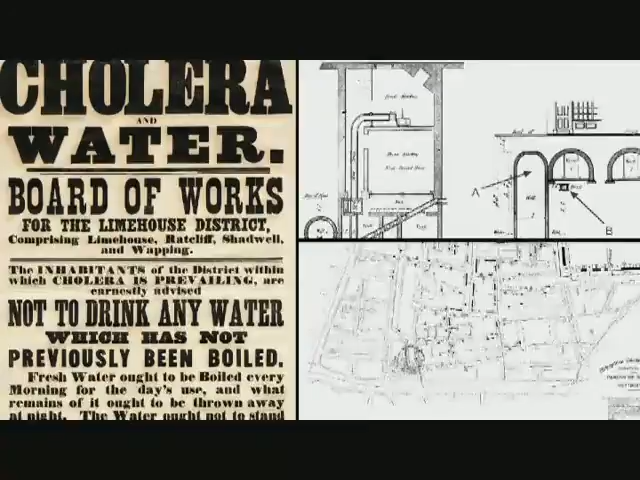 CHOLERA
AND
WATER.
BOARD OF WORKS
FOR THE LIMEHOUSE DISTRICT,
Comprising Limehouse, Ratcliff, Shadwell,
and Wapping.
The INHABITANTS of the District within
which CHOLERA IS PREVAILING, are
earnestly advised
NOT TO DRINK ANY WATER
WHICH HAS NOT
PREVIOUSLY BEEN BOILED.
Fresh Water ought to be Boiled every
Morning for the day's use, and what
remains of it ought to be thrown away
at night. The Water ought not to stand
A
B